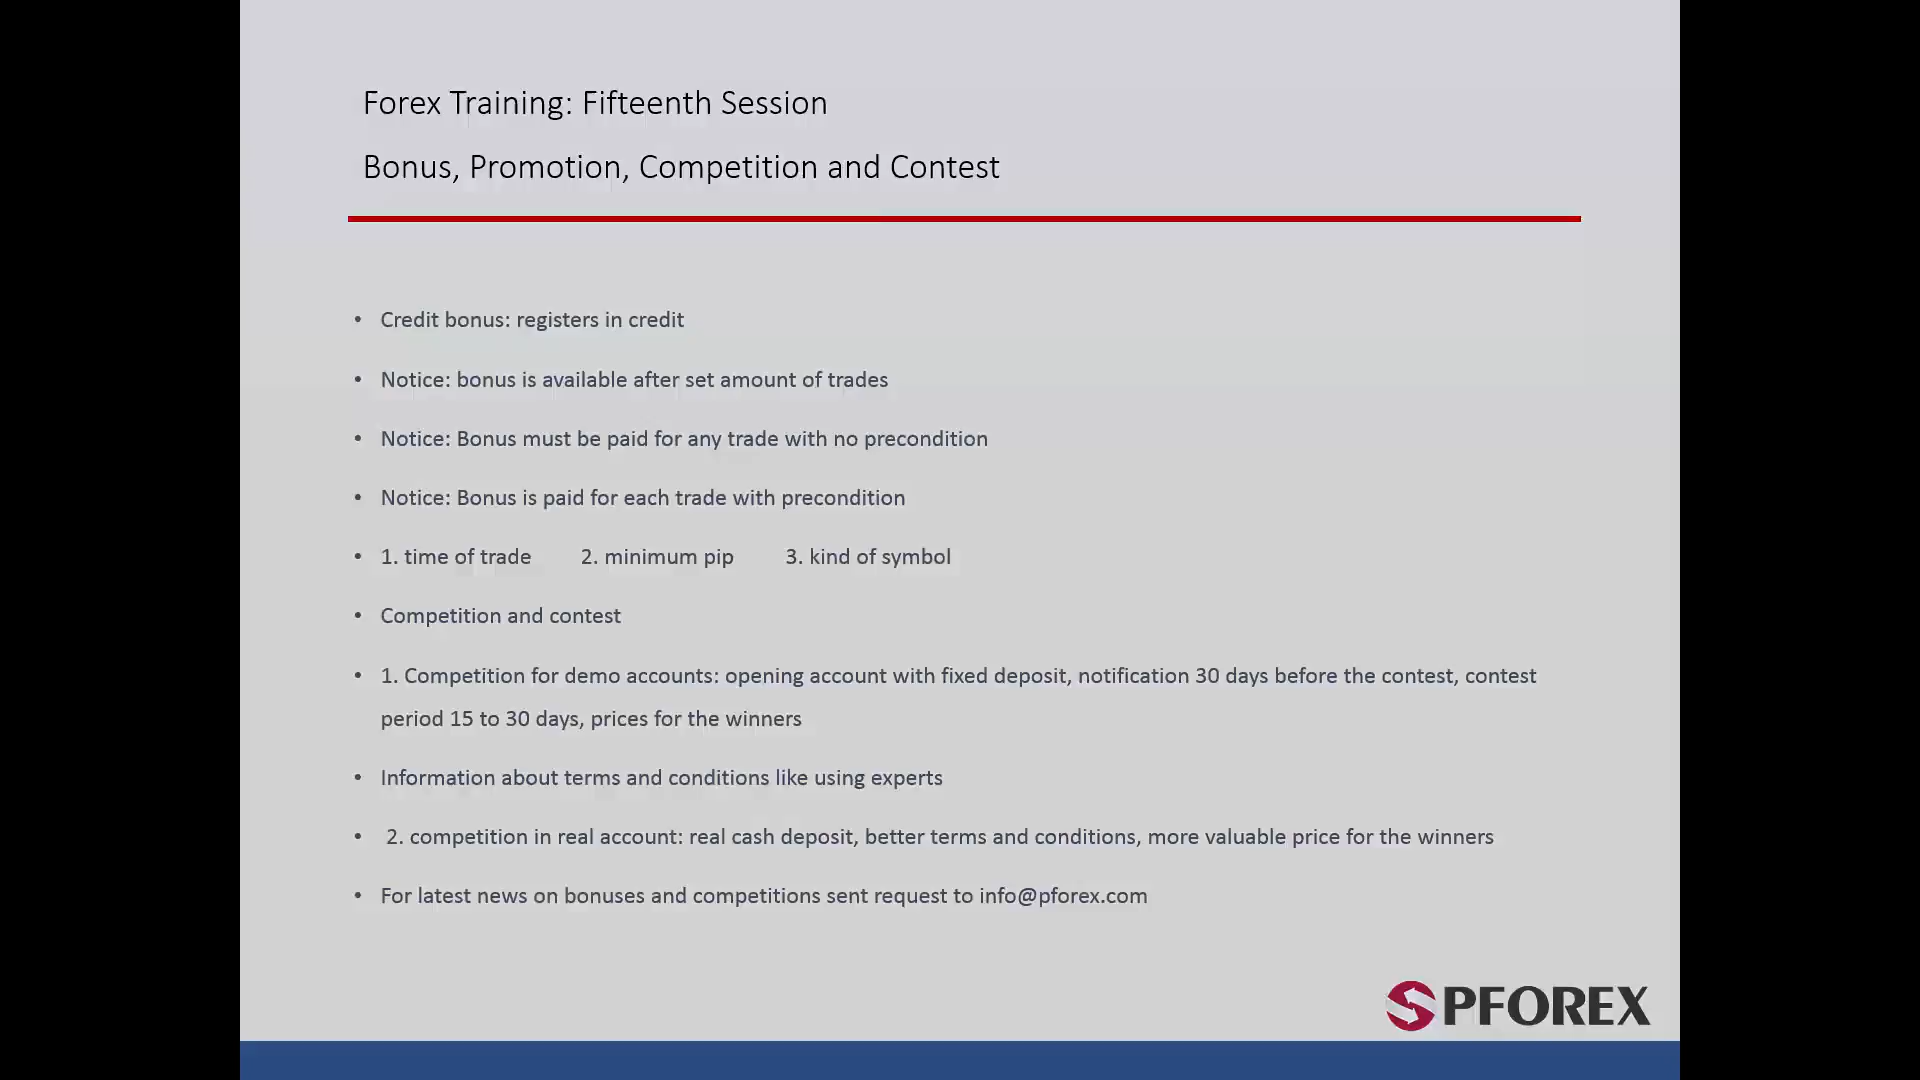 Forex Training: Fifteenth Session
Bonus, Promotion, Competition and Contest
• Credit bonus: registers in credit
• Notice: bonus is available after set amount of trades
• Notice: Bonus must be paid for any trade with no precondition
• Notice: Bonus is paid for each trade with precondition
• 1. time of trade 2. minimum pip 3. kind of symbol
• Competition and contest
• 1. Competition for demo accounts: opening account with fixed deposit, notification 30 days before the contest, contest
period 15 to 30 days, prices for the winners
• Information about terms and conditions like using experts
• 2. competition in real account: real cash deposit, better terms and conditions, more valuable price for the winners
• For latest news on bonuses and competitions sent request to info@pforex.com
PFOREX